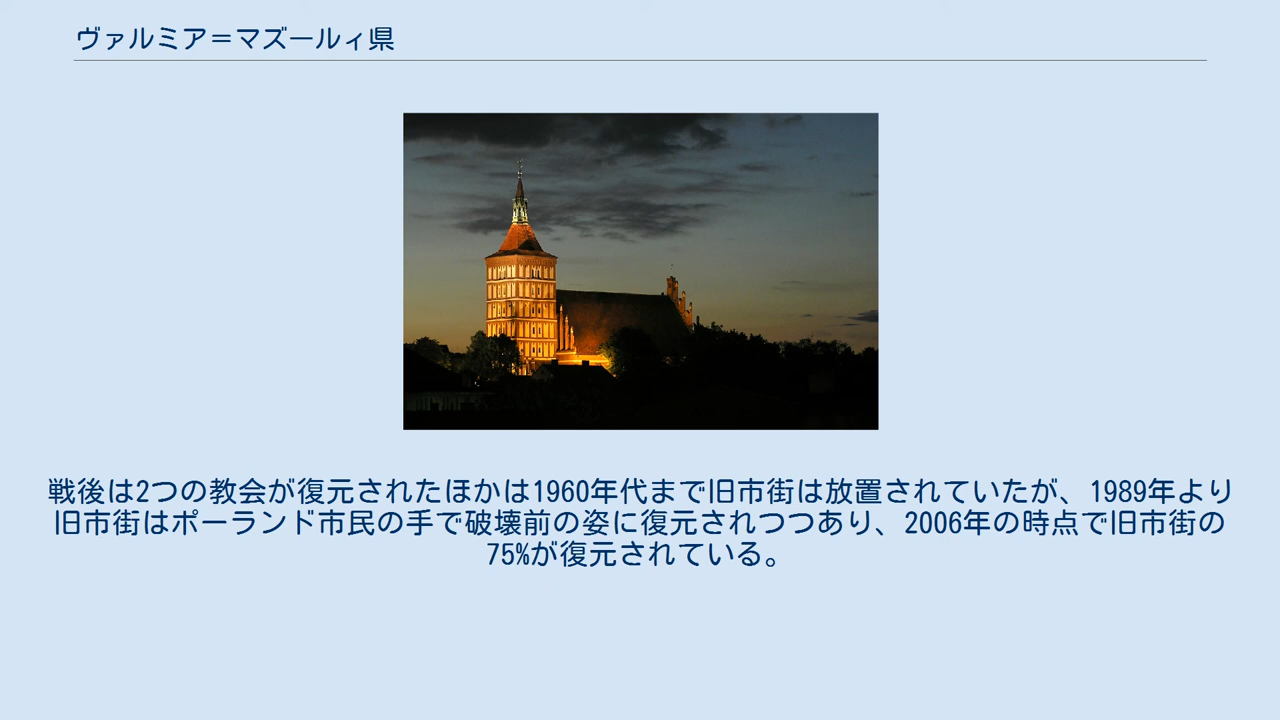 ヴァルミア＝マズールィ県
戦後は2つの教会が復元されたほかは1960年代まで旧市街は放置されていたが、1989年より
旧市街はポーランド市民の手で破壊前の姿に復元されつつあり、2006年の時点で旧市街の
75%が復元されている。